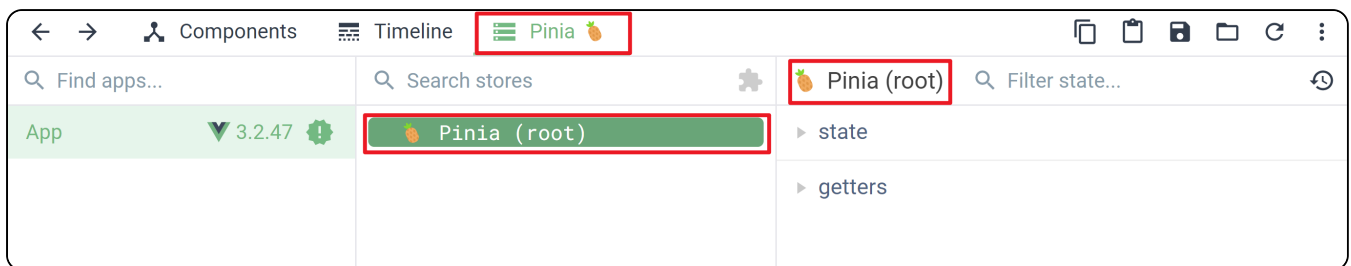 Components Timeline Pinia 🍍
Find apps... Search stores 🍍 Pinia (root) Filter state...
App 3.2.47 🍍 Pinia (root) state
getters